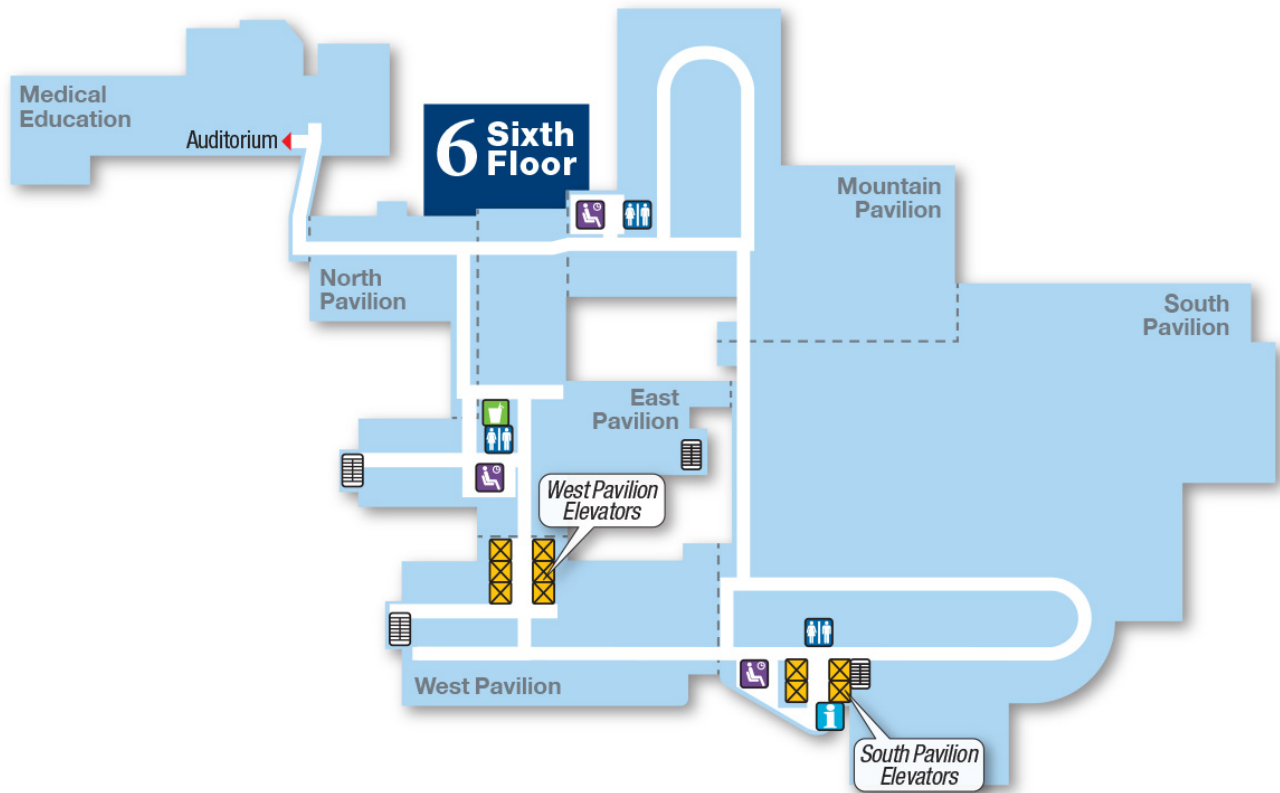 Medical
Education
Auditorium
6 Sixth
Floor
Mountain
Pavilion
North
Pavilion
South
Pavilion
East
Pavilion
West Pavilion
Elevators
West Pavilion
i
South Pavilion
Elevators